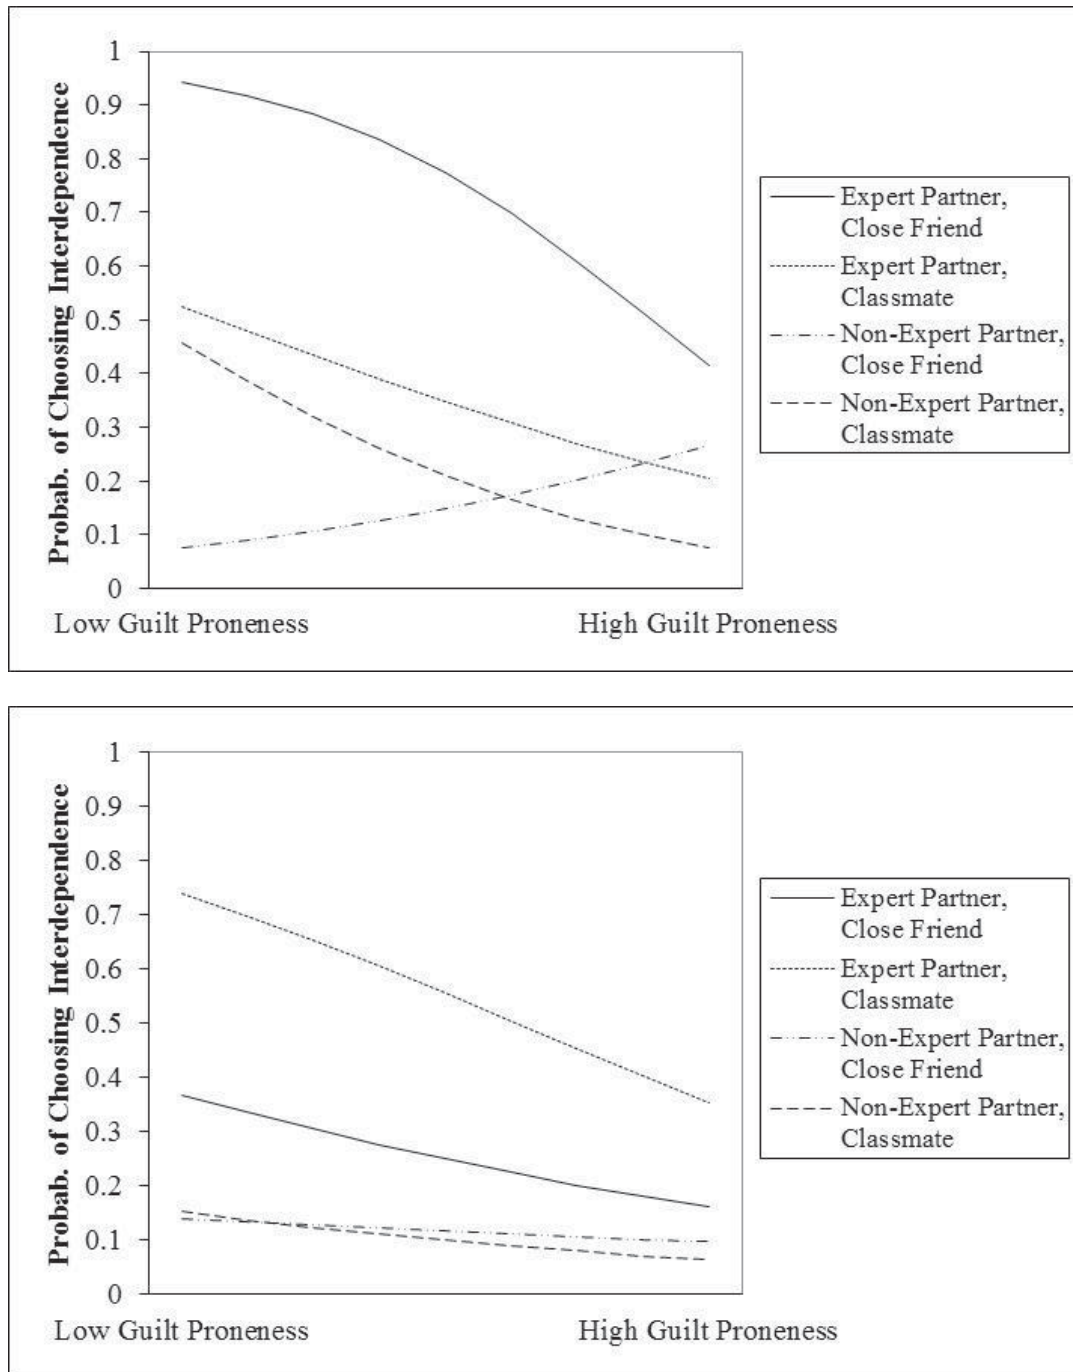 Probab. of Choosing Interdependence
1
0.9
0.8
0.7
0.6
0.5
0.4
0.3
0.2
0.1
0
Low Guilt Proneness
High Guilt Proneness
Expert Partner,
Close Friend
Expert Partner,
Classmate
Non-Expert Partner,
Close Friend
Non-Expert Partner,
Classmate
Probab. of Choosing Interdependence
1
0.9
0.8
0.7
0.6
0.5
0.4
0.3
0.2
0.1
0
Low Guilt Proneness
High Guilt Proneness
Expert Partner,
Close Friend
Expert Partner,
Classmate
Non-Expert Partner,
Close Friend
Non-Expert Partner,
Classmate